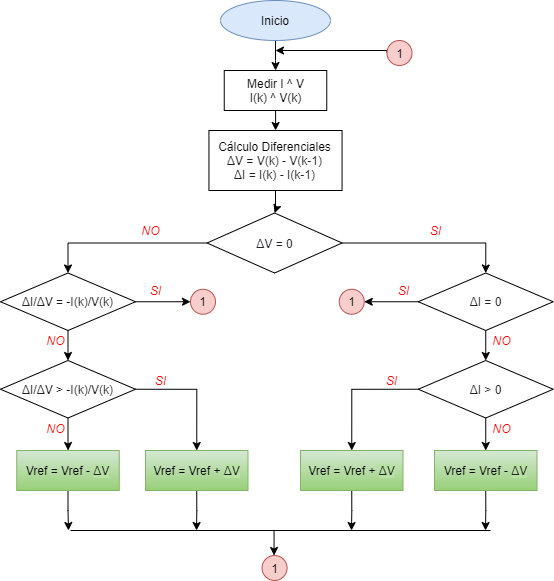 Inicio
1
Medir I ^ V
I(k) ^ V(k)
Cálculo Diferenciales
ΔV = V(k) - V(k-1)
ΔI = I(k) - I(k-1)
NO
ΔV = 0
SI
ΔI/ΔV = -I(k)/V(k)
SI
1
1
SI
ΔI = 0
NO
NO
ΔI/ΔV > -I(k)/V(k)
SI
SI
ΔI > 0
NO
NO
Vref = Vref - ΔV
Vref = Vref + ΔV
Vref = Vref + ΔV
Vref = Vref - ΔV
1